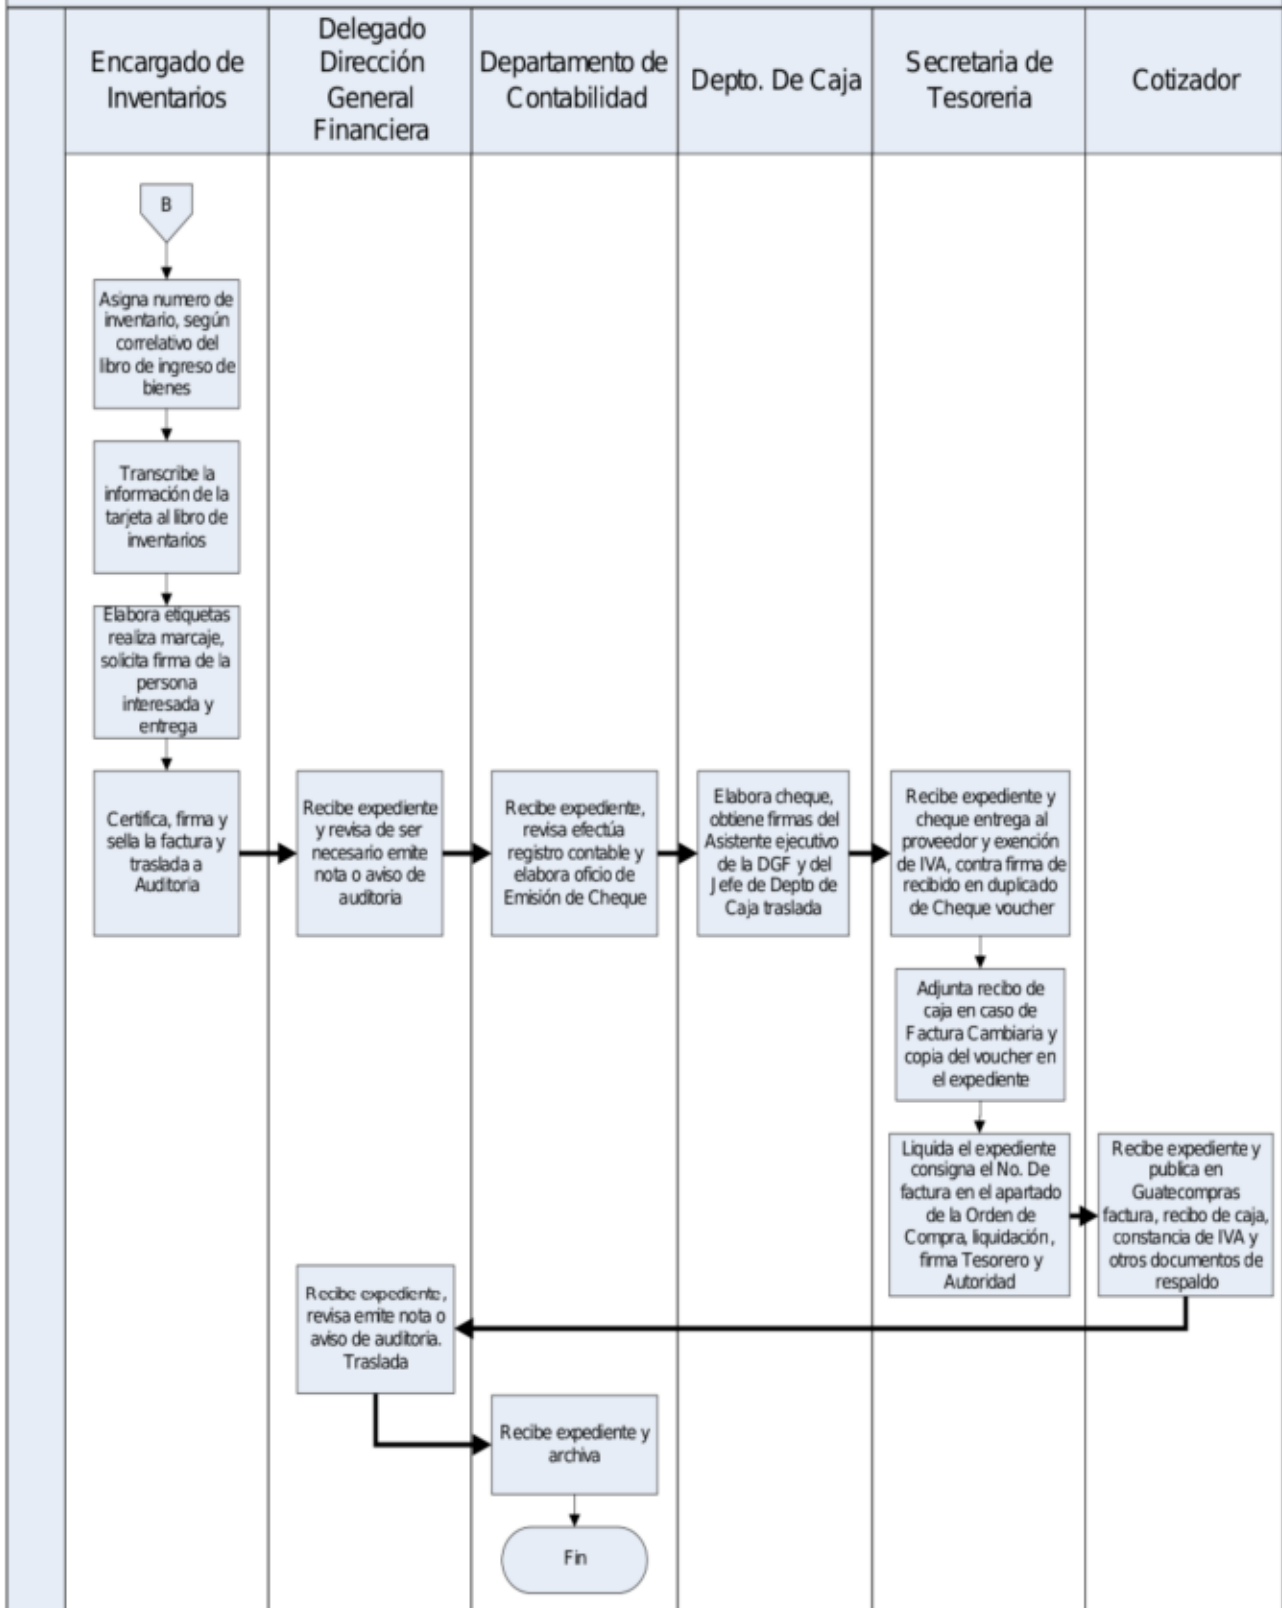 Encargado de
Inventarios
Delegado
Dirección
General
Financiera
Departamento de
Contabilidad
Depto. De Caja
Secretaria de
Tesoreria
Cotizador
B
Asigna numero de
inventario, según
correlativo del
libro de ingreso de
bienes
Transcribe la
información de la
tarjeta al libro de
inventarios
Elabora etiquetas
realiza marcaje,
solicita firma de la
persona
interesada y
entrega
Certifica, firma y
sella la factura y
traslada a
Auditoria
Recibe expediente
y revisa de ser
necesario emite
nota o aviso de
auditoria
Recibe expediente,
revisa efectúa
registro contable y
elabora oficio de
Emisión de Cheque
Elabora cheque,
obtiene firmas del
Asistente ejecutivo
de la DGF y del
Jefe de Depto de
Caja traslada
Recibe expediente y
cheque entrega al
proveedor y exención
de IVA, contra firma de
recibido en duplicado
de Cheque voucher
Adjunta recibo de
caja en caso de
Factura Cambiaria y
copia del voucher en
el expediente
Liquida el expediente
consigna el No. De
factura en el apartado
de la Orden de
Compra, liquidación,
firma Tesorero y
Autoridad
Recibe expediente y
publica en
Guatecompras
factura, recibo de caja,
constancia de IVA y
otros documentos de
respaldo
Recibe expediente,
revisa emite nota o
aviso de auditoria.
Traslada
Recibe expediente y
archiva
Fin